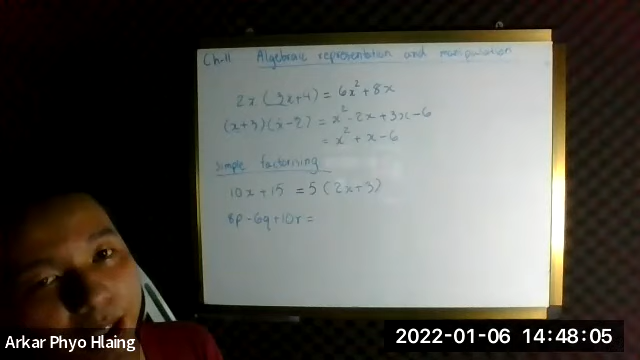 Ch-11 Algebraic representation and manipulation
2x (3x+4) = 6x² + 8x
(x+3)(x-2) = x² - 2x + 3x - 6
= x² + x - 6
Simple factorising
10x + 15 = 5 (2x+3)
8p - 6q + 10r =
Arkar Phyo Hlaing
2022-01-06 14:48:05